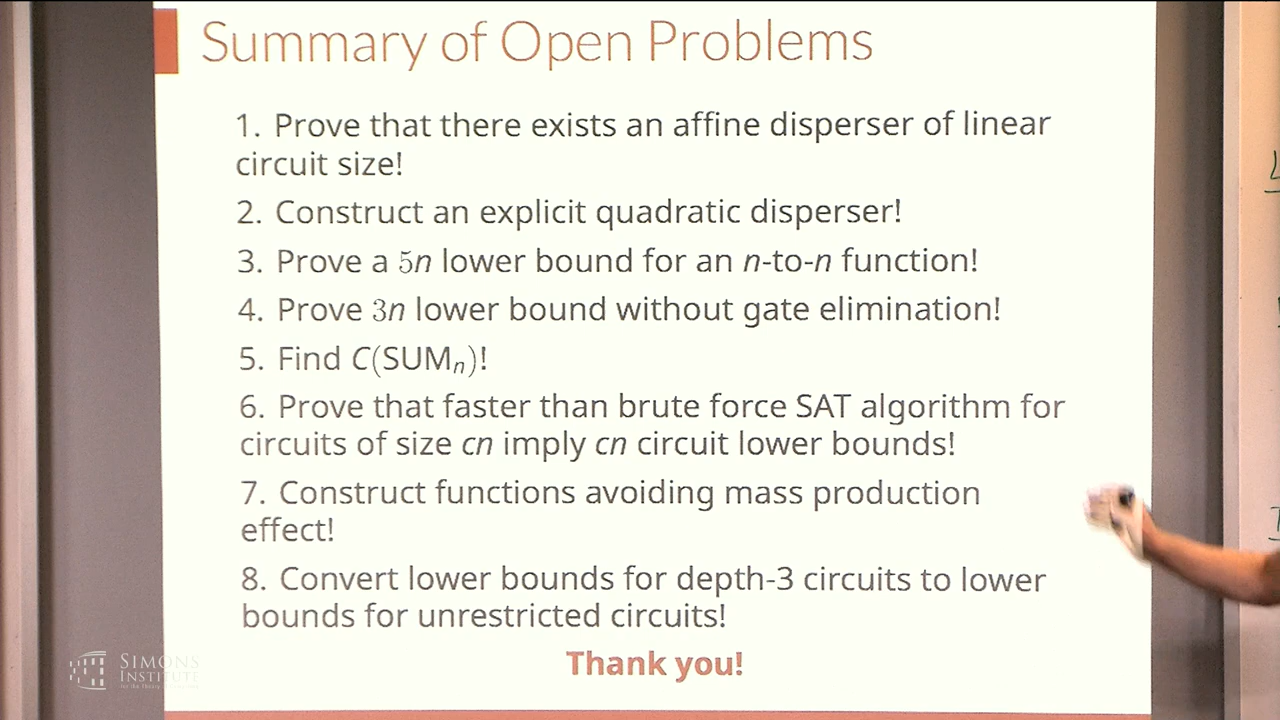 Summary of Open Problems
1. Prove that there exists an affine disperser of linear
circuit size!
2. Construct an explicit quadratic disperser!
3. Prove a 5n lower bound for an n-to-n function!
4. Prove 3n lower bound without gate elimination!
5. Find C(SUMₙ)!
6. Prove that faster than brute force SAT algorithm for
circuits of size cn imply cn circuit lower bounds!
7. Construct functions avoiding mass production
effect!
8. Convert lower bounds for depth-3 circuits to lower
bounds for unrestricted circuits!
Thank you!
SIMONS
INSTITUTE